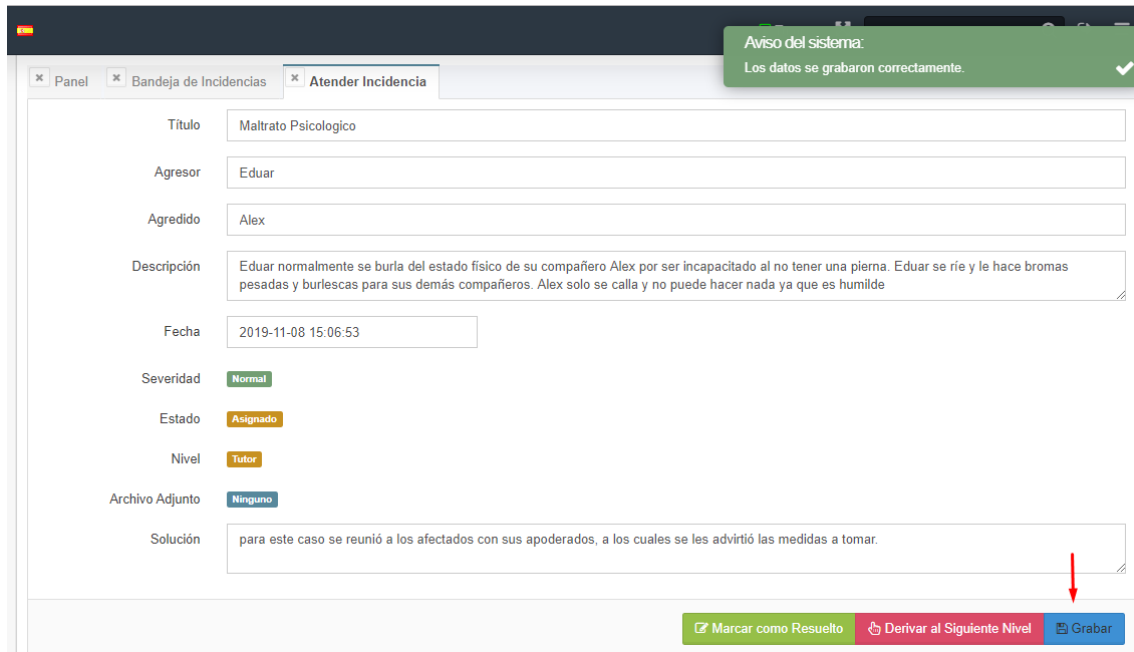 Aviso del sistema:
Los datos se grabaron correctamente.
Panel
Bandeja de Incidencias
Atender Incidencia
Título
Maltrato Psicologico
Agresor
Eduar
Agredido
Alex
Descripción
Eduar normalmente se burla del estado físico de su compañero Alex por ser incapacitado al no tener una pierna. Eduar se ríe y le hace bromas
pesadas y burlescas para sus demás compañeros. Alex solo se calla y no puede hacer nada ya que es humilde
Fecha
2019-11-08 15:06:53
Severidad
Normal
Estado
Asignado
Nivel
Tutor
Archivo Adjunto
Ninguno
Solución
para este caso se reunió a los afectados con sus apoderados, a los cuales se les advirtió las medidas a tomar.
Marcar como Resuelto
Derivar al Siguiente Nivel
Grabar